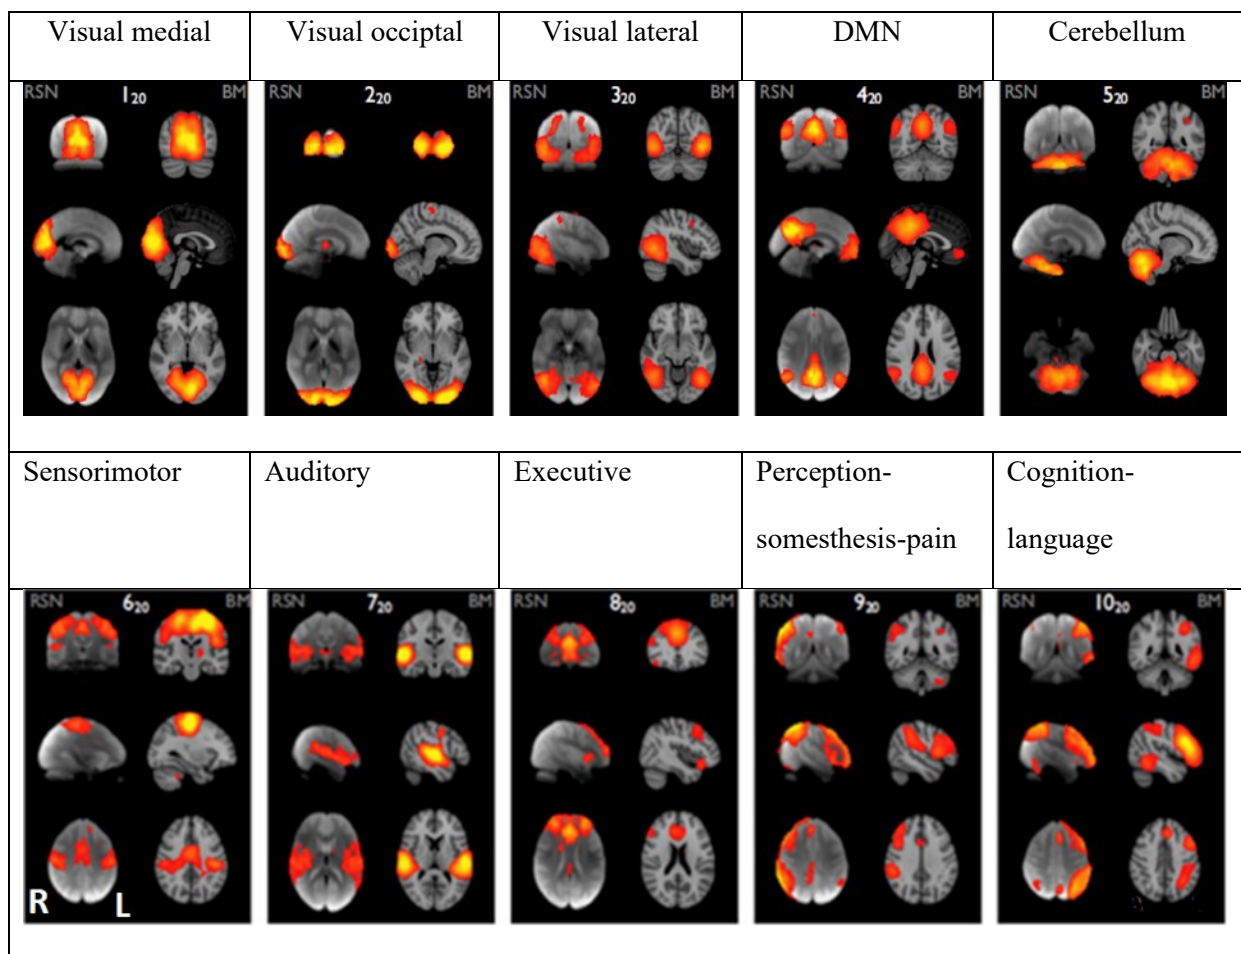 Visual medial
Visual occiptal
Visual lateral
DMN
Cerebellum
RSN 1₂₀ BM
RSN 2₂₀ BM
RSN 3₂₀ BM
RSN 4₂₀ BM
RSN 5₂₀ BM
Sensorimotor
Auditory
Executive
Perception-
somesthesis-pain
Cognition-
language
RSN 6₂₀ BM
RSN 7₂₀ BM
RSN 8₂₀ BM
RSN 9₂₀ BM
RSN 10₂₀ BM
R L